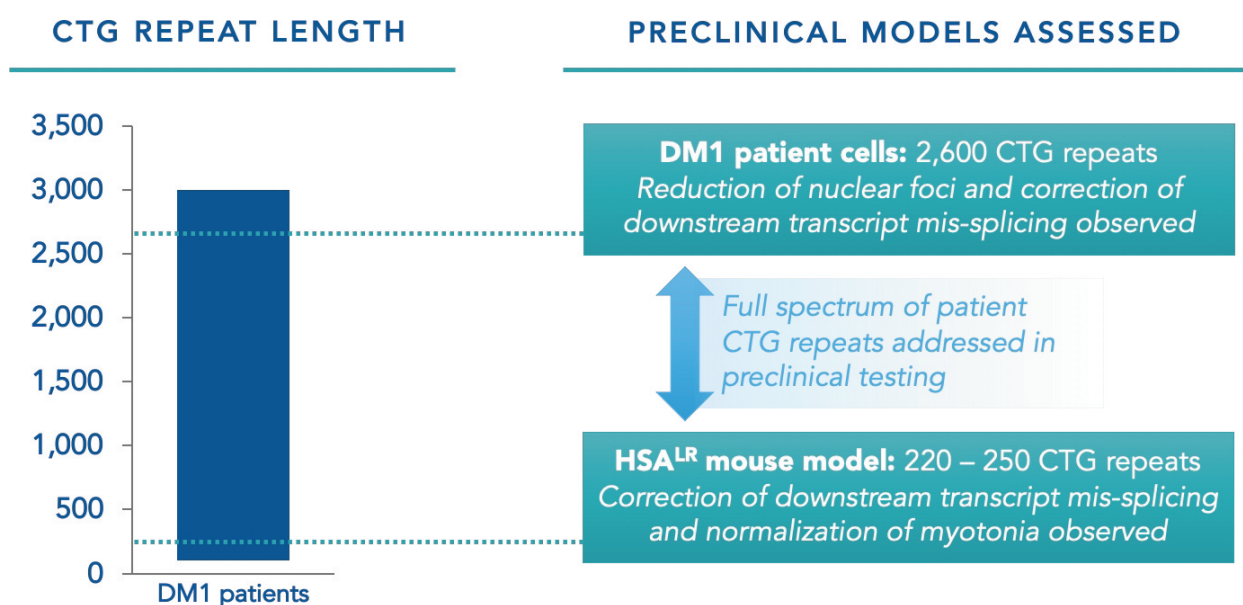 CTG REPEAT LENGTH
3,500
3,000
2,500
2,000
1,500
1,000
500
0
DM1 patients
PRECLINICAL MODELS ASSESSED
DM1 patient cells: 2,600 CTG repeats
Reduction of nuclear foci and correction of
downstream transcript mis-splicing observed
Full spectrum of patient
CTG repeats addressed in
preclinical testing
HSALR mouse model: 220 – 250 CTG repeats
Correction of downstream transcript mis-splicing
and normalization of myotonia observed